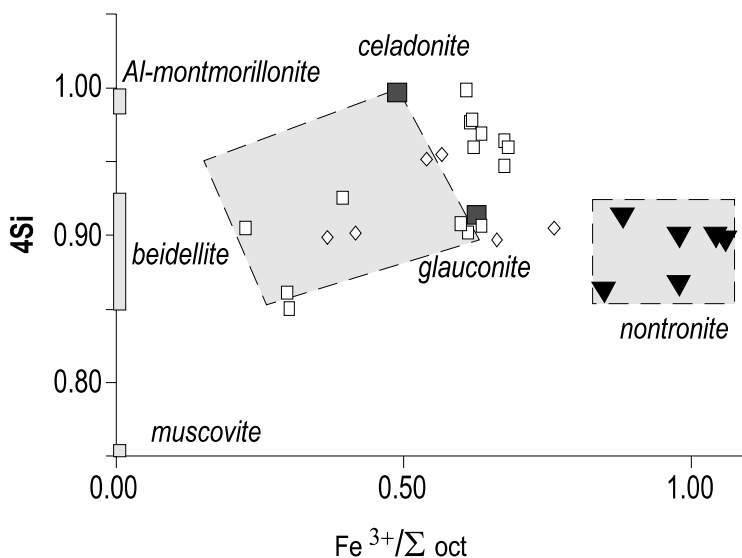 celadonite
Al-montmorillonite
1.00
4Si
0.90
beidellite
glauconite
nontronite
0.80
muscovite
0.00
0.50
1.00
Fe 3+/Σ oct